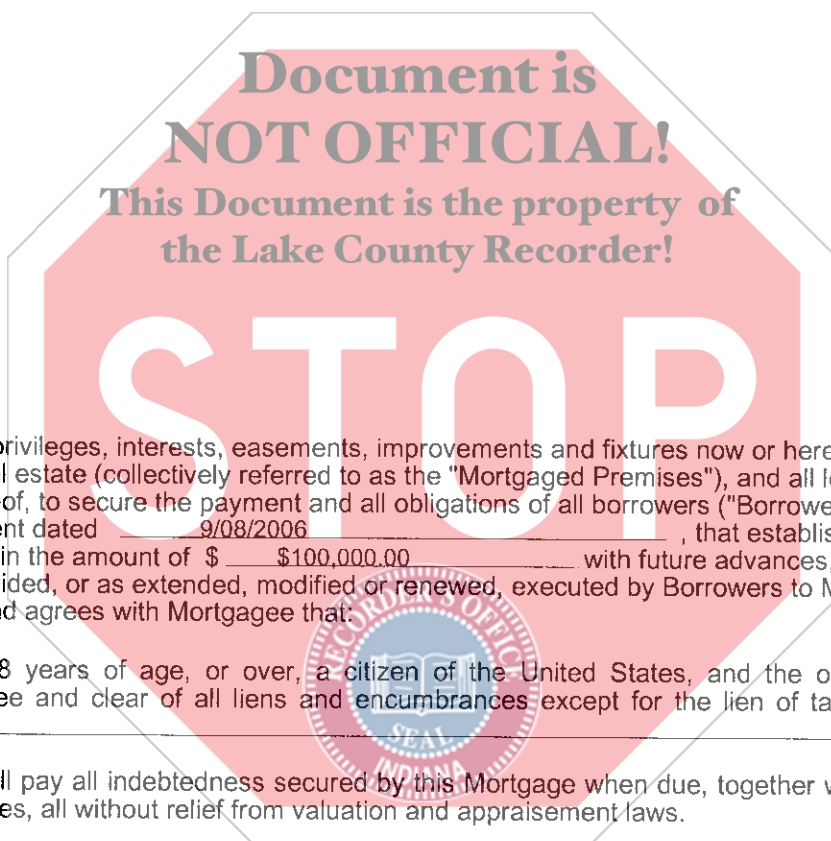 Document is
NOT OFFICIAL!
This Document is the property of
the Lake County Recorder!
STOP
rivileges, interests, easements, improvements and fixtures now or here
l estate (collectively referred to as the "Mortgaged Premises"), and all
of, to secure the payment and all obligations of all borrowers ("Borrowe
nt dated 9/08/2006 , that establis
in the amount of $ $100,000.00 with future advances,
ided, or as extended, modified or renewed, executed by Borrowers to
d agrees with Mortgagee that:
8 years of age, or over, a citizen of the United States, and the o
ee and clear of all liens and encumbrances except for the lien of ta
ll pay all indebtedness secured by this Mortgage when due, together
es, all without relief from valuation and appraisement laws.
RECORDER'S OFFICE
SEAL
INDIANA